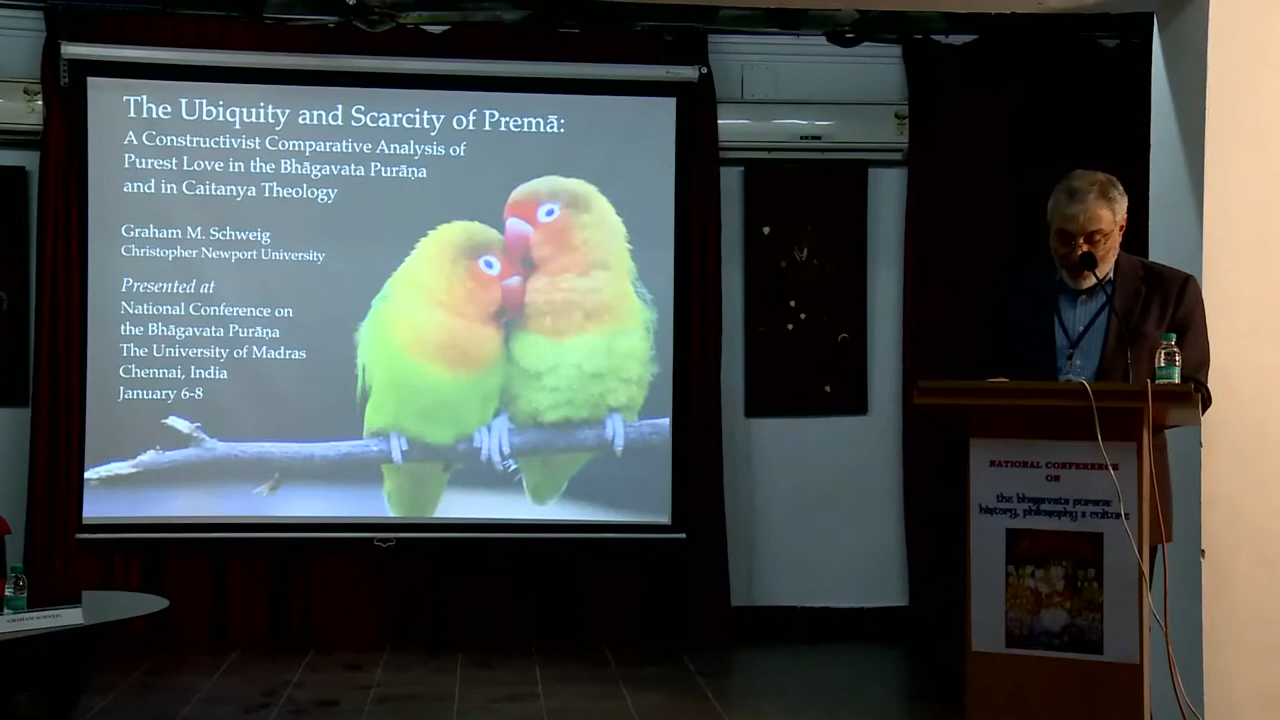 The Ubiquity and Scarcity of Premā:
A Constructivist Comparative Analysis of
Purest Love in the Bhāgavata Purāṇa
and in Caitanya Theology
Graham M. Schweig
Christopher Newport University
Presented at
National Conference on
the Bhāgavata Purāṇa
The University of Madras
Chennai, India
January 6-8
NATIONAL CONFERENCE
ON
the bhagavata purana:
history, philosophy & culture
GRAHAM SCHWEIG